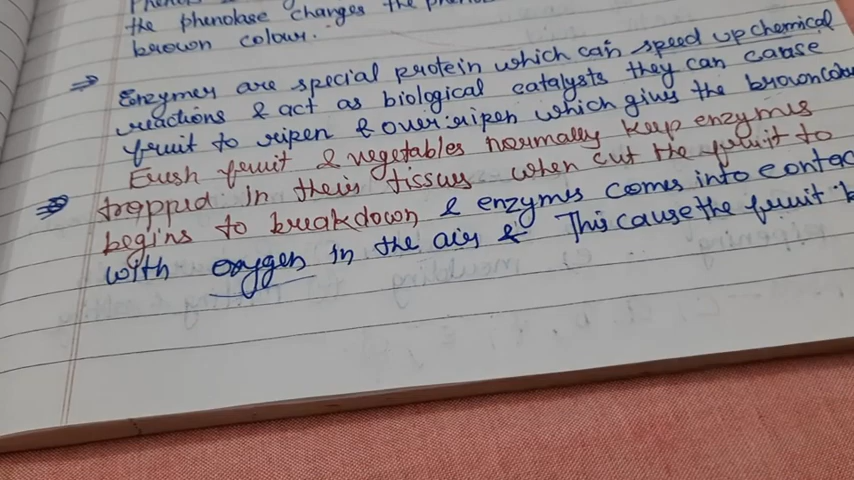 the phenolase changes the
brown colour.
⇒ Enzymes are special protein which can speed up chemical
reactions & act as biological catalysts they can cause
fruit to ripen & over ripen which gives the brown
Fresh fruit & vegetables normally keep enzymes
⇒ trapped in their tissues when cut the fruit to
begins to breakdown & enzymes comes into
with oxygen in the air & This cause the fruit